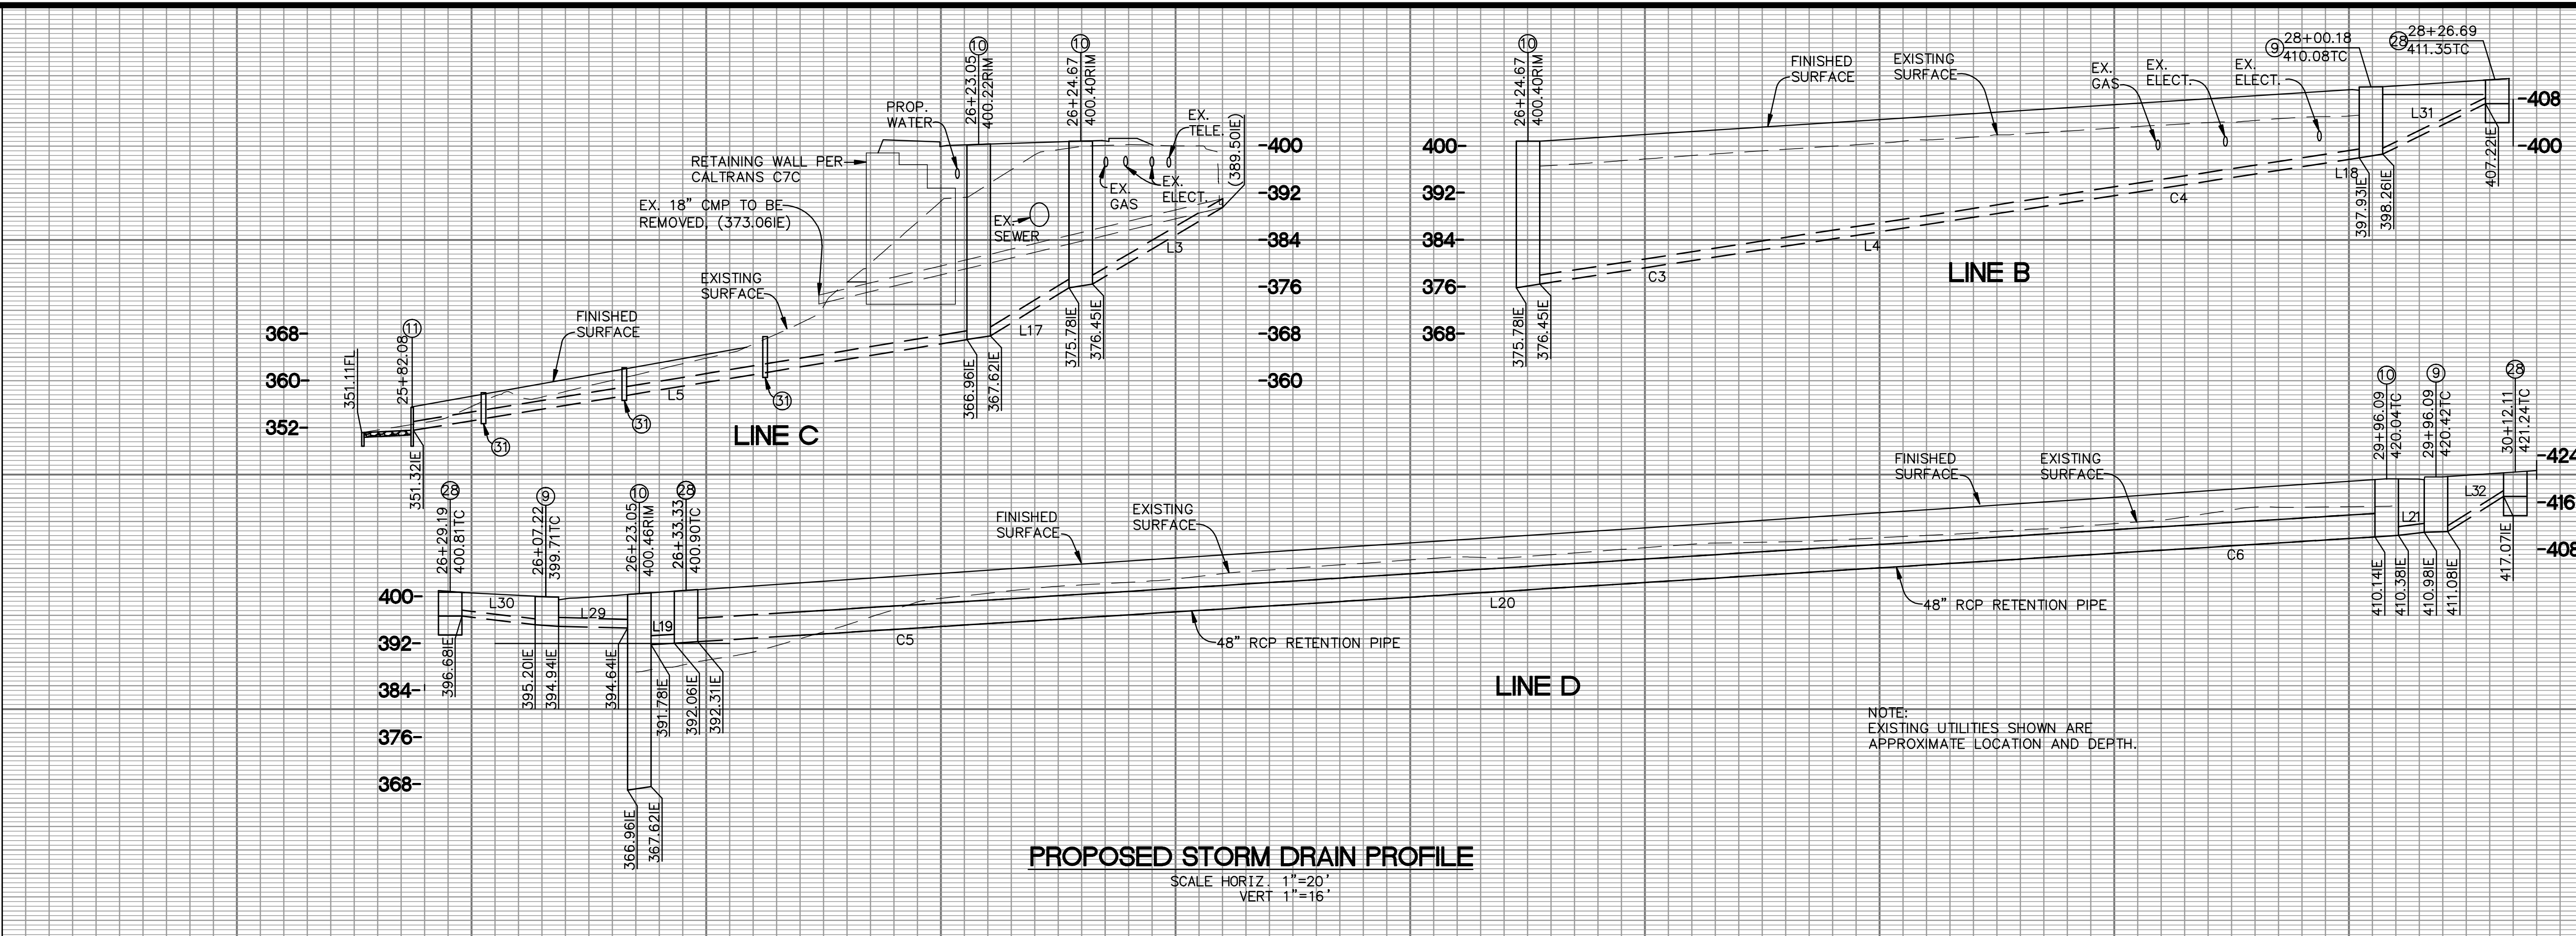 10
26+23.05
400.22RIM
10
26+24.67
400.40RIM
PROP.
WATER
EX.
TELE.
(389.50IE)
RETAINING WALL PER
CALTRANS C7C
EX. 18" CMP TO BE
REMOVED, (373.06IE)
EX.
SEWER
EX.
GAS
EX.
ELECT.
L3
L17
-400
-392
-384
-376
-368
-360
EXISTING
SURFACE
FINISHED
SURFACE
368-
360-
352-
351.11FL
11
25+82.08
351.32IE
31
31
31
L5
366.96IE
367.62IE
375.78IE
376.45IE
LINE C
10
26+24.67
400.40RIM
FINISHED
SURFACE
EXISTING
SURFACE
EX.
GAS
EX.
ELECT.
EX.
ELECT.
9
28+00.18
410.08TC
28
28+26.69
411.35TC
L31
-408
-400
400-
392-
384-
376-
368-
375.78IE
376.45IE
C3
L4
C4
L18
397.93IE
398.26IE
407.22IE
LINE B
28
26+29.19
400.81TC
9
26+07.22
399.71TC
10
26+23.05
400.46RIM
28
26+33.33
400.90TC
FINISHED
SURFACE
EXISTING
SURFACE
FINISHED
SURFACE
EXISTING
SURFACE
10
29+96.09
420.04TC
9
29+96.09
420.42TC
28
30+12.11
421.24TC
-424
-416
-408
L32
L21
400-
392-
384-
376-
368-
L30
L29
L19
C5
L20
C6
48" RCP RETENTION PIPE
48" RCP RETENTION PIPE
396.68IE
395.20IE
394.94IE
394.64IE
391.78IE
392.06IE
392.31IE
366.96IE
367.62IE
410.14IE
410.38IE
410.98IE
411.08IE
417.07IE
LINE D
NOTE:
EXISTING UTILITIES SHOWN ARE
APPROXIMATE LOCATION AND DEPTH.
PROPOSED STORM DRAIN PROFILE
SCALE HORIZ. 1"=20'
VERT 1"=16'